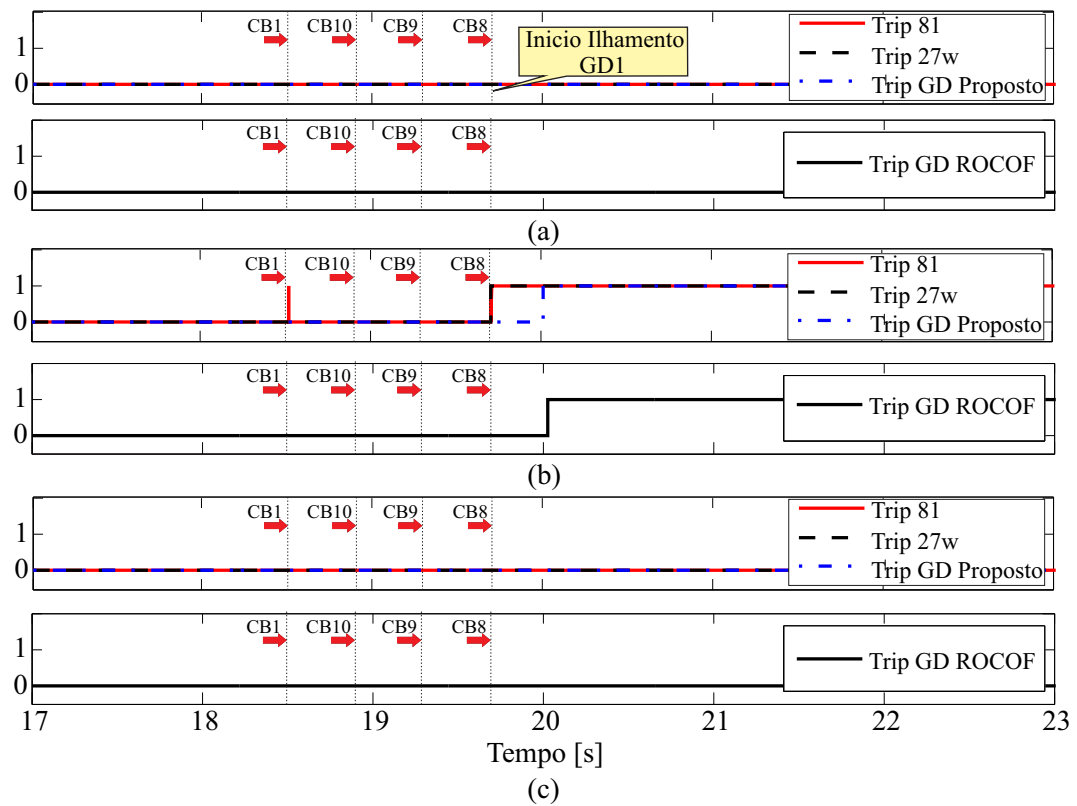 CB1 CB10 CB9 CB8
1
0
Inicio Ilhamento
GD1
Trip 81
Trip 27w
Trip GD Proposto
CB1 CB10 CB9 CB8
1
0
Trip GD ROCOF
(a)
CB1 CB10 CB9 CB8
1
0
Trip 81
Trip 27w
Trip GD Proposto
CB1 CB10 CB9 CB8
1
0
Trip GD ROCOF
(b)
CB1 CB10 CB9 CB8
1
0
Trip 81
Trip 27w
Trip GD Proposto
CB1 CB10 CB9 CB8
1
0
Trip GD ROCOF
17 18 19 20 21 22 23
Tempo [s]
(c)